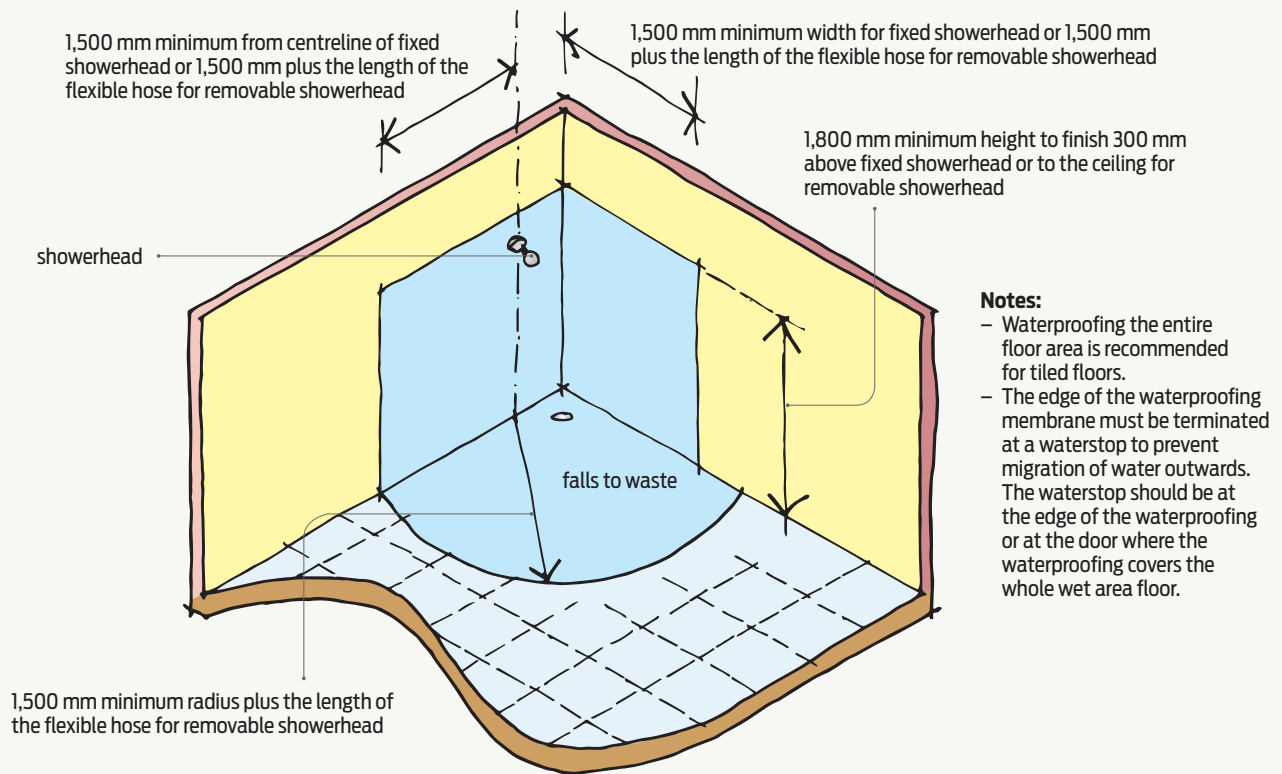 1,500 mm minimum from centreline of fixed
showerhead or 1,500 mm plus the length of the
flexible hose for removable showerhead
1,500 mm minimum width for fixed showerhead or 1,500 mm
plus the length of the flexible hose for removable showerhead
1,800 mm minimum height to finish 300 mm
above fixed showerhead or to the ceiling for
removable showerhead
showerhead
falls to waste
Notes:
– Waterproofing the entire
floor area is recommended
for tiled floors.
– The edge of the waterproofing
membrane must be terminated
at a waterstop to prevent
migration of water outwards.
The waterstop should be at
the edge of the waterproofing
or at the door where the
waterproofing covers the
whole wet area floor.
1,500 mm minimum radius plus the length of
the flexible hose for removable showerhead